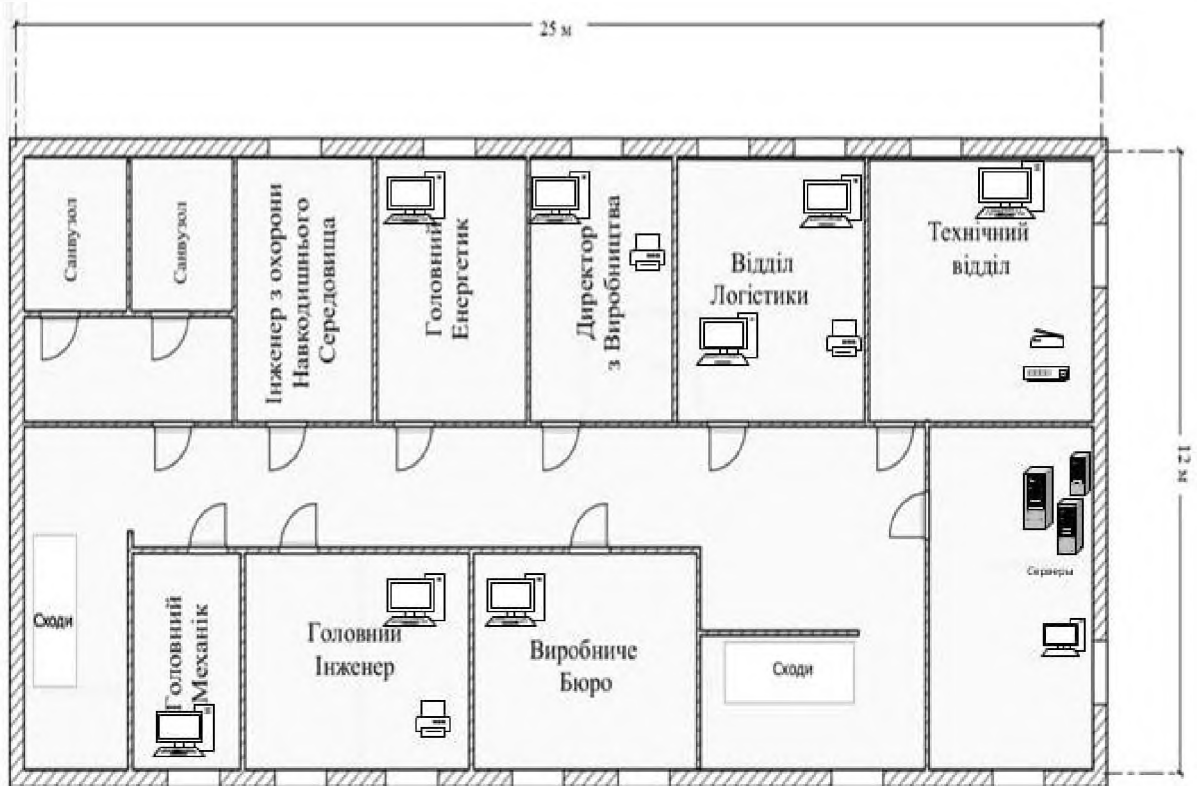 25 м
Санвузол
Санвузол
Інженер з охорони
Навкодишнього
Середовища
Головний
Енергетик
Директор
з Виробництва
Відділ
Логістики
Технічний
відділ
12 м
Сходи
Головний
Механік
Головний
Інженер
Виробниче
Бюро
Сходи
Серверы